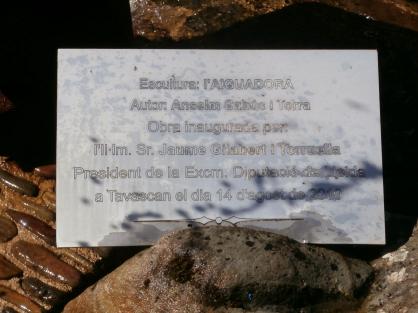 Escultura: l'AIGUADORA
Autor: Anselm Sainòs i Torra
Obra inaugurada per:
l'Il·lm. Sr. Jaume Gilabert i Torruella
President de la Excm. Diputació de Lleida
a Tavascan el dia 14 d'agost de